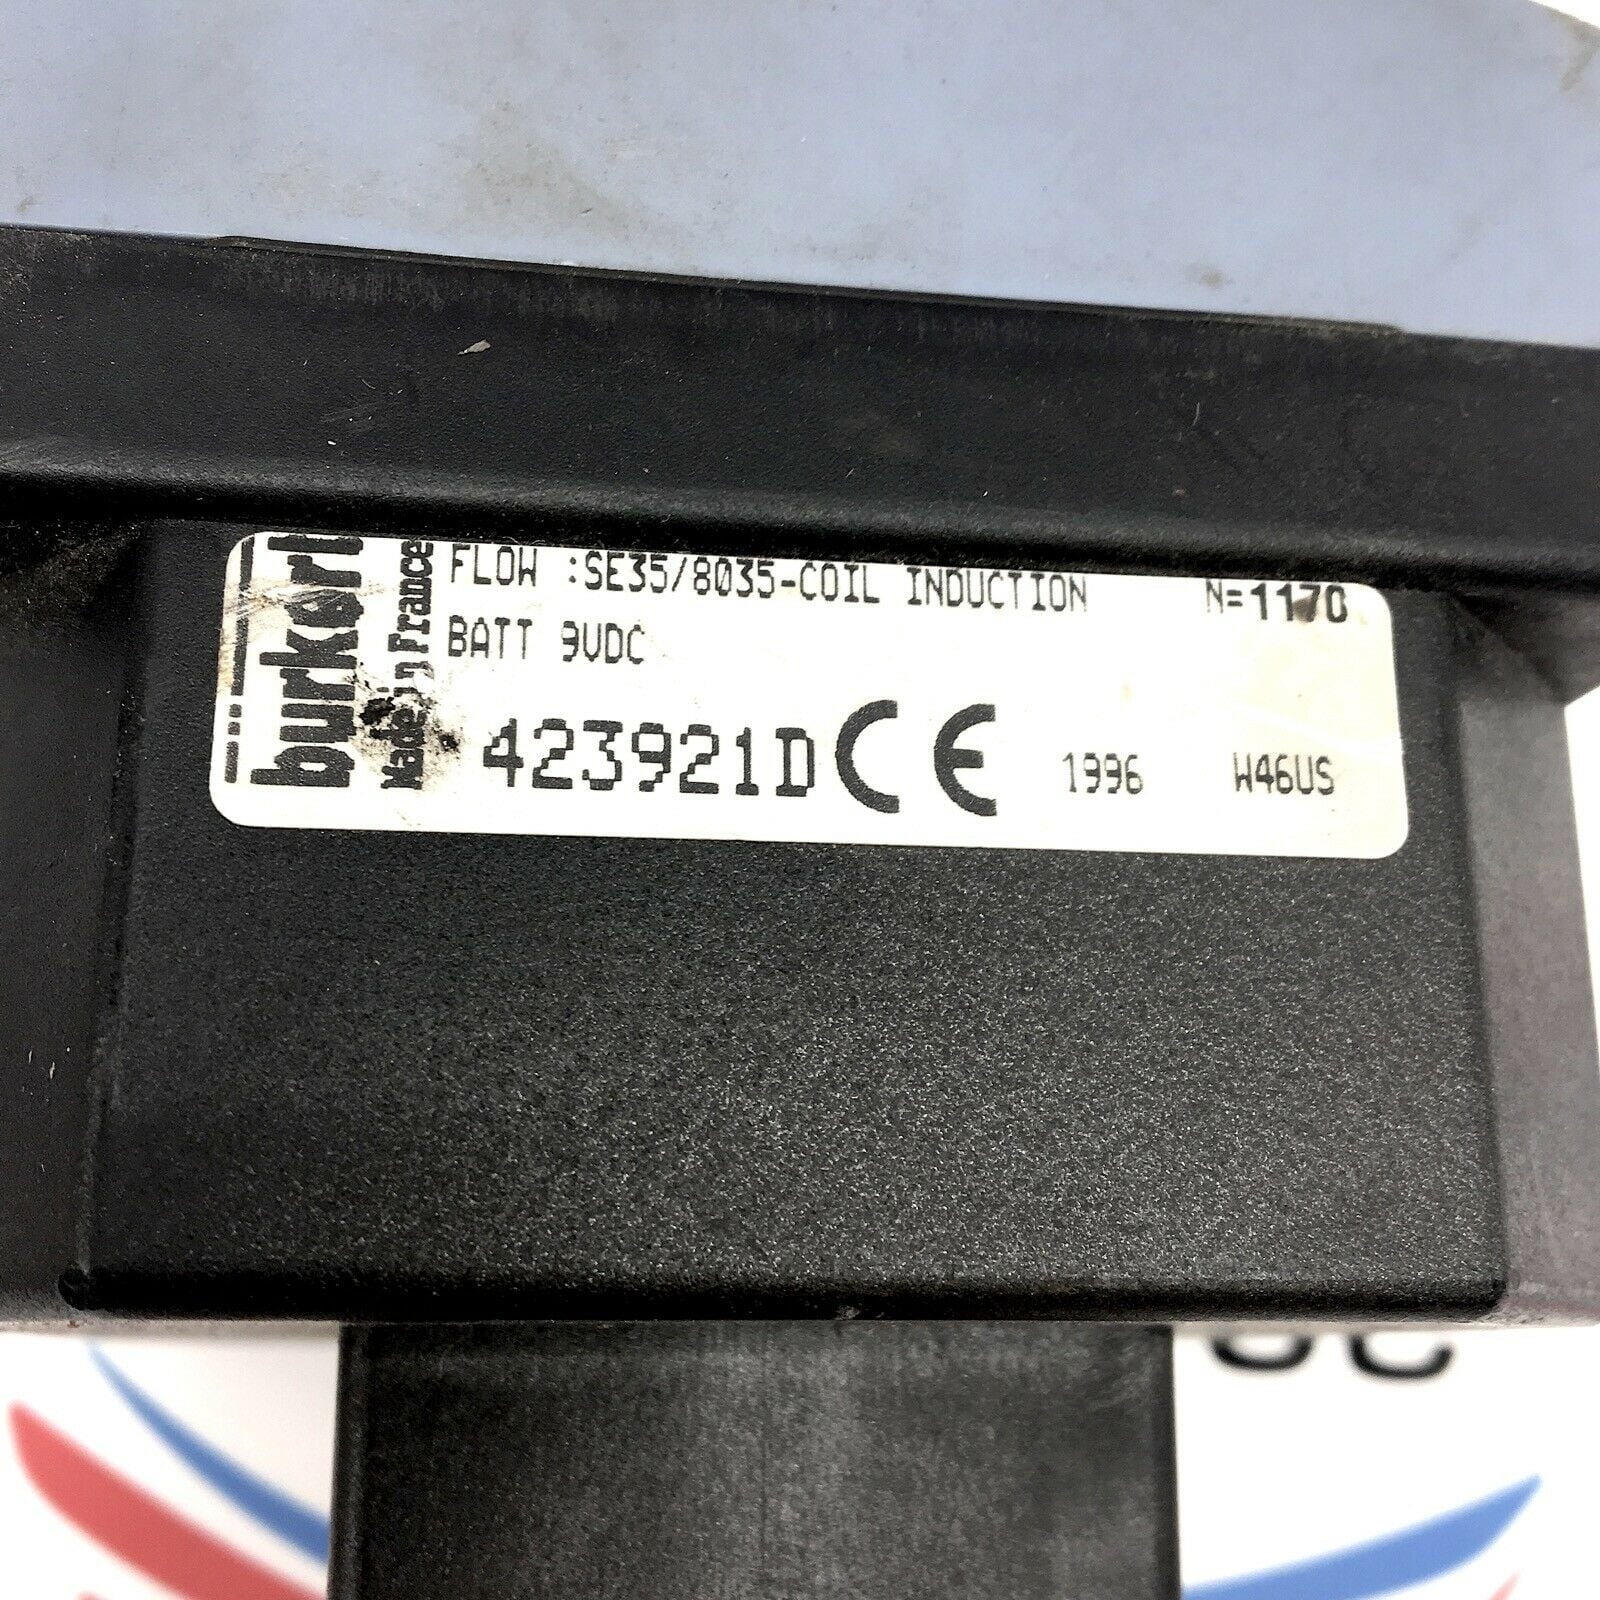 burkert
Made in France
FLOW :SE35/8035-COIL INDUCTION N=1170
BATT 9VDC
423921D CE 1996 W46US